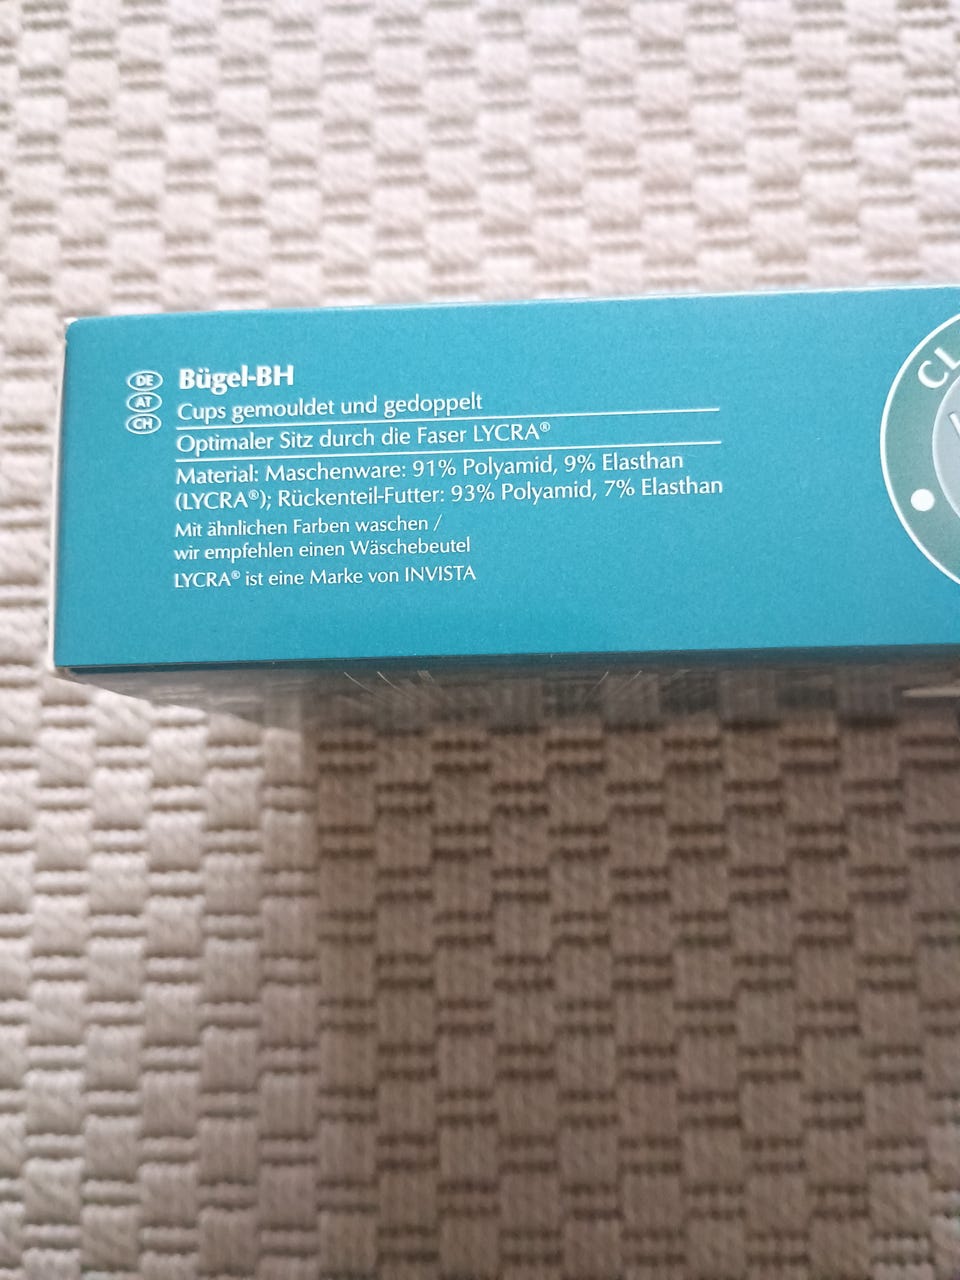 DE
AT
CH
Bügel-BH
Cups gemouldet und gedoppelt
Optimaler Sitz durch die Faser LYCRA®
Material: Maschenware: 91% Polyamid, 9% Elasthan
(LYCRA®); Rückenteil-Futter: 93% Polyamid, 7% Elasthan
Mit ähnlichen Farben waschen /
wir empfehlen einen Wäschebeutel
LYCRA® ist eine Marke von INVISTA